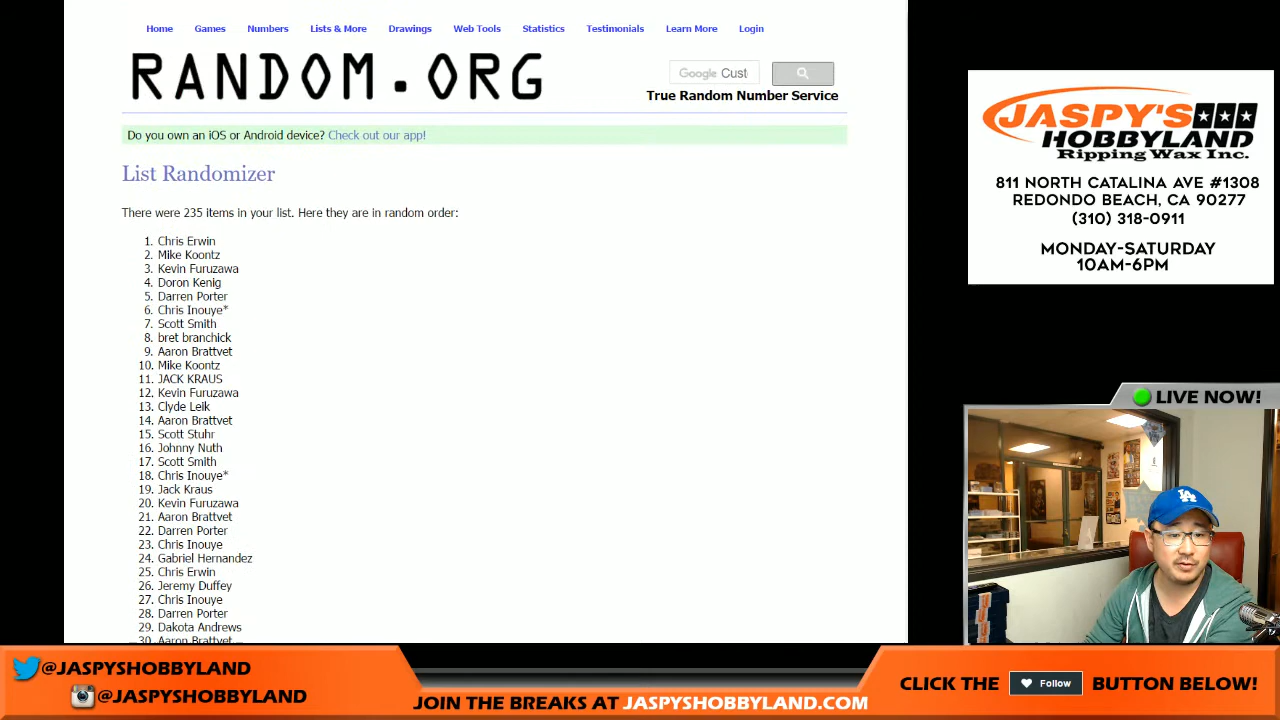 Home Games Numbers Lists & More Drawings Web Tools Statistics Testimonials Learn More Login
RANDOM.ORG
Google Cust
True Random Number Service
Do you own an iOS or Android device? Check out our app!
List Randomizer
There were 235 items in your list. Here they are in random order:
1. Chris Erwin
2. Mike Koontz
3. Kevin Furuzawa
4. Doron Kenig
5. Darren Porter
6. Chris Inouye*
7. Scott Smith
8. bret branchick
9. Aaron Brattvet
10. Mike Koontz
11. JACK KRAUS
12. Kevin Furuzawa
13. Clyde Leik
14. Aaron Brattvet
15. Scott Stuhr
16. Johnny Nuth
17. Scott Smith
18. Chris Inouye*
19. Jack Kraus
20. Kevin Furuzawa
21. Aaron Brattvet
22. Darren Porter
23. Chris Inouye
24. Gabriel Hernandez
25. Chris Erwin
26. Jeremy Duffey
27. Chris Inouye
28. Darren Porter
29. Dakota Andrews
30. Aaron Brattvet
JASPY'S
HOBBYLAND
Ripping Wax Inc.
811 NORTH CATALINA AVE #1308
REDONDO BEACH, CA 90277
(310) 318-0911
MONDAY-SATURDAY
10AM-6PM
LIVE NOW!
LA
@JASPYSHOBBYLAND
@JASPYSHOBBYLAND
JOIN THE BREAKS AT JASPYSHOBBYLAND.COM
CLICK THE Follow BUTTON BELOW!